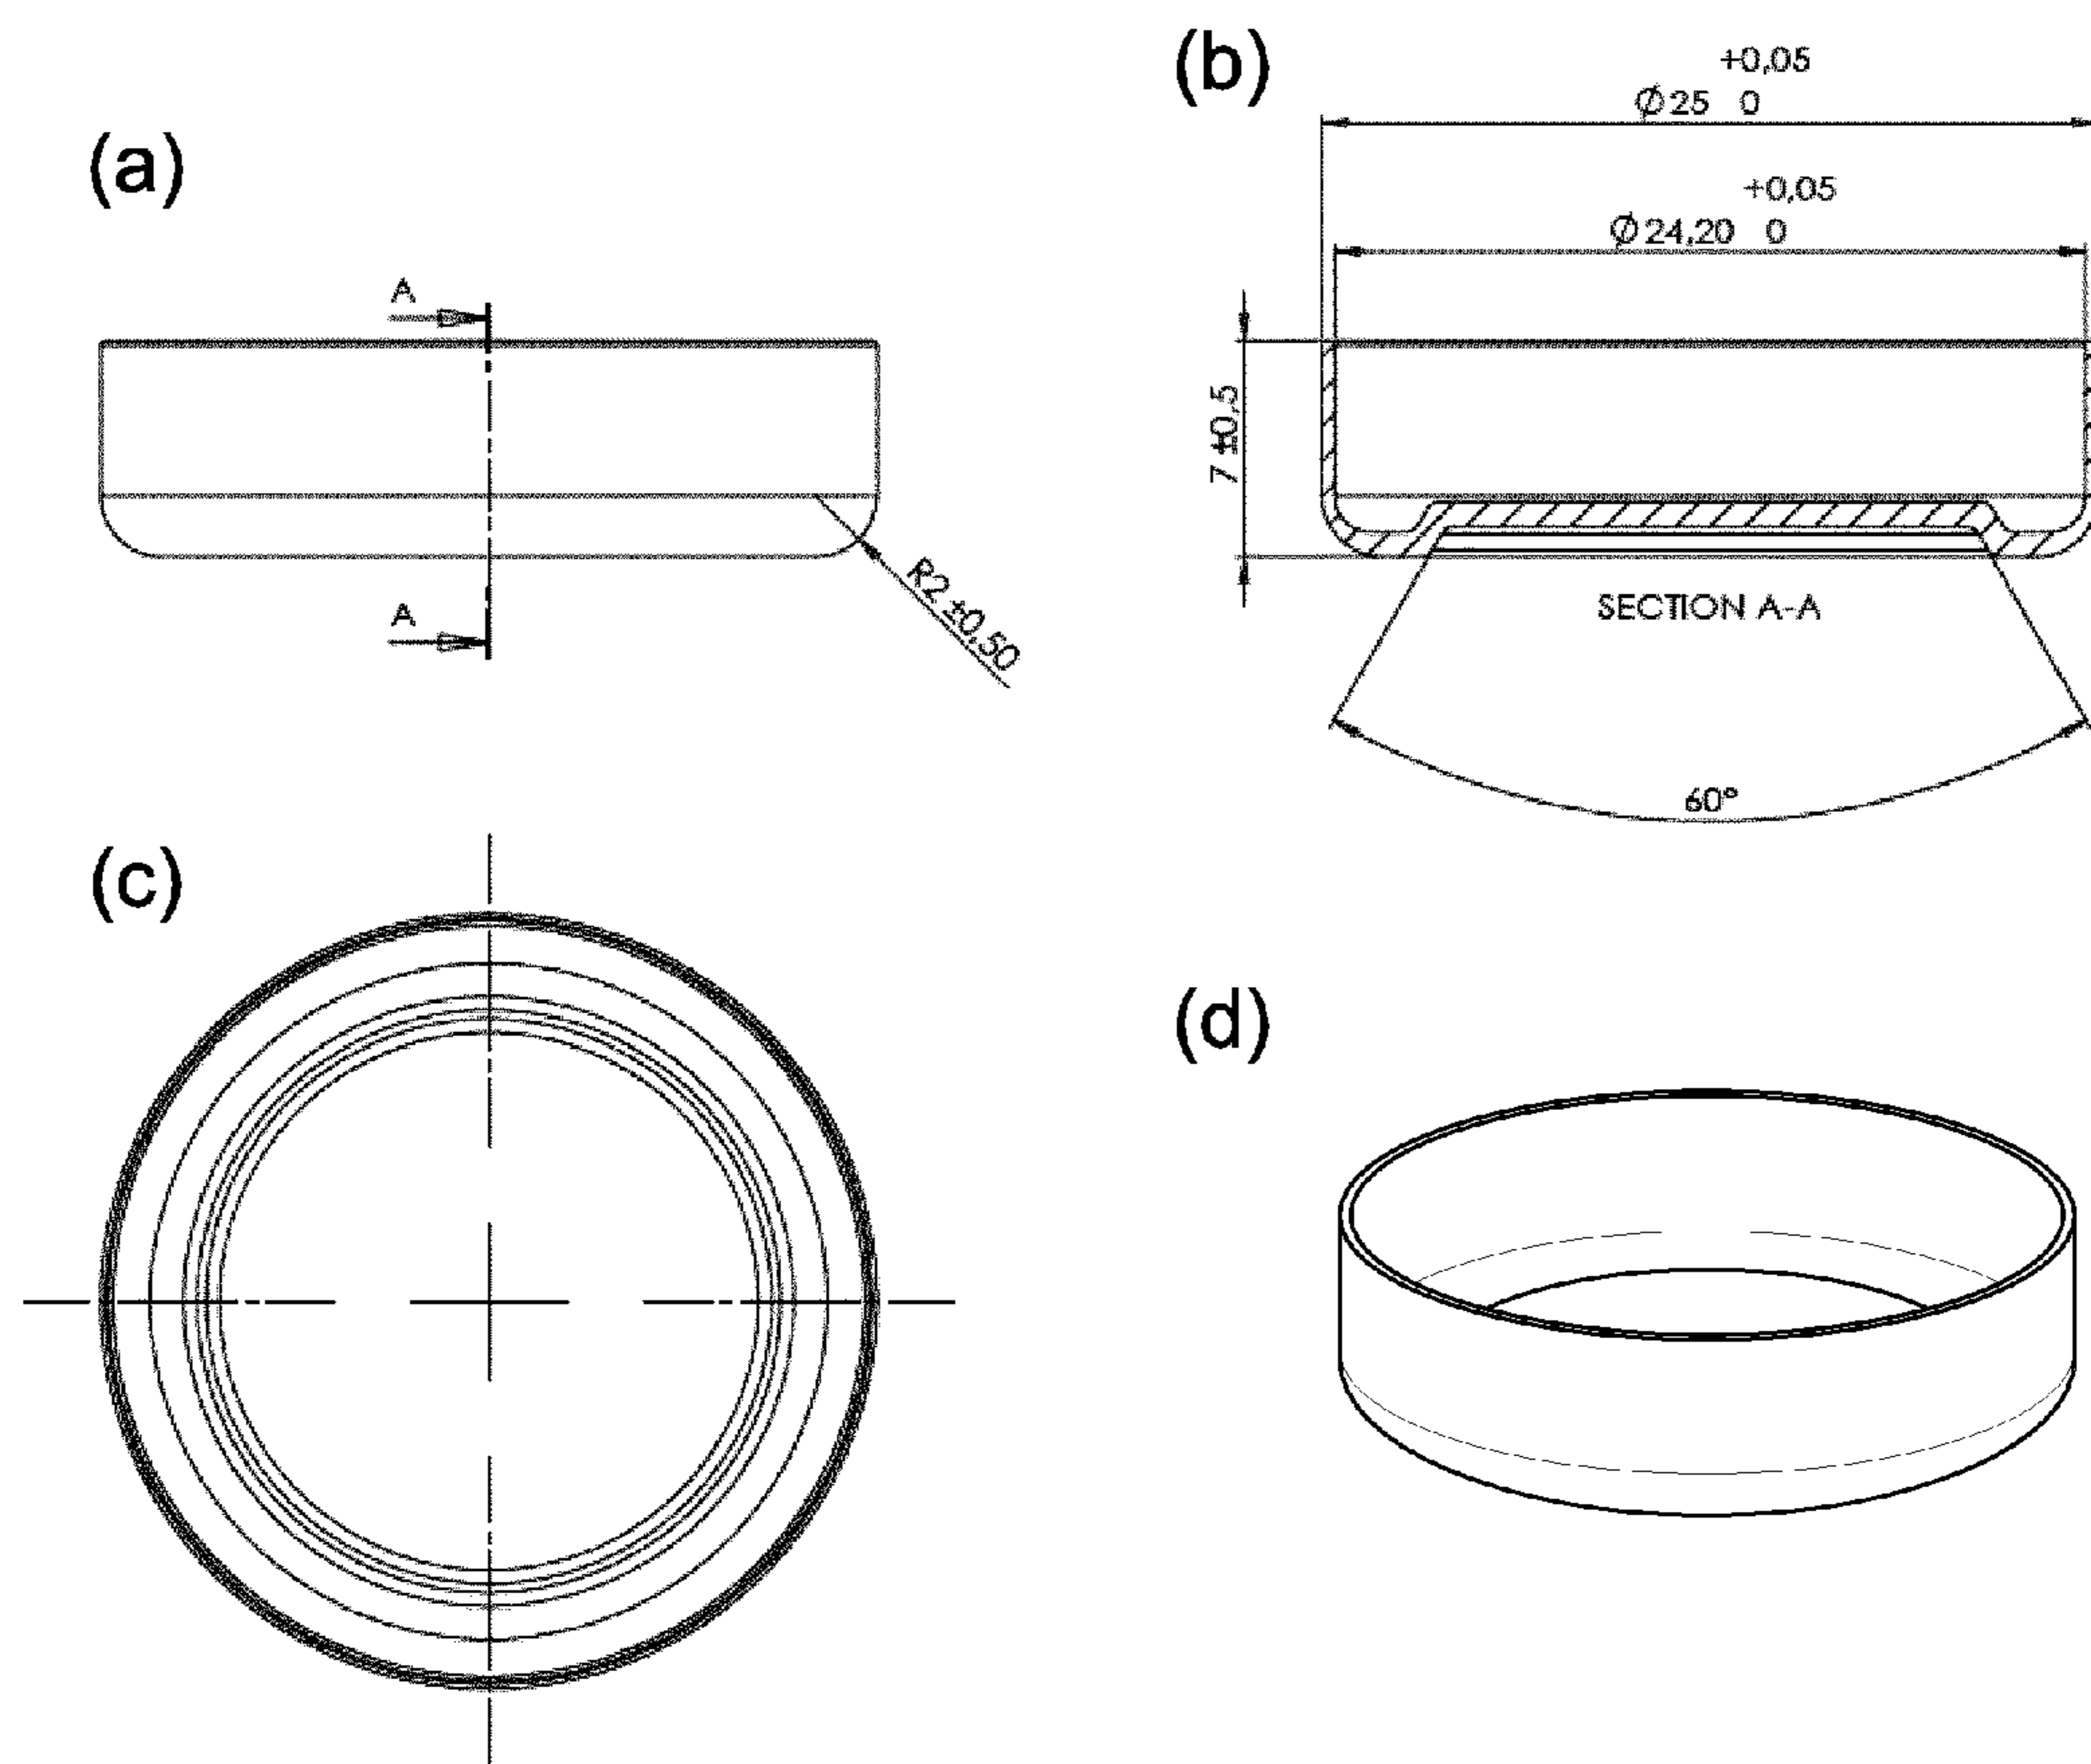 (a)
A
A
R2 ±0,50
(b)
+0,05
Ø25 0
+0,05
Ø24,20 0
7 ±0,5
SECTION A-A
60°
(c)
(d)